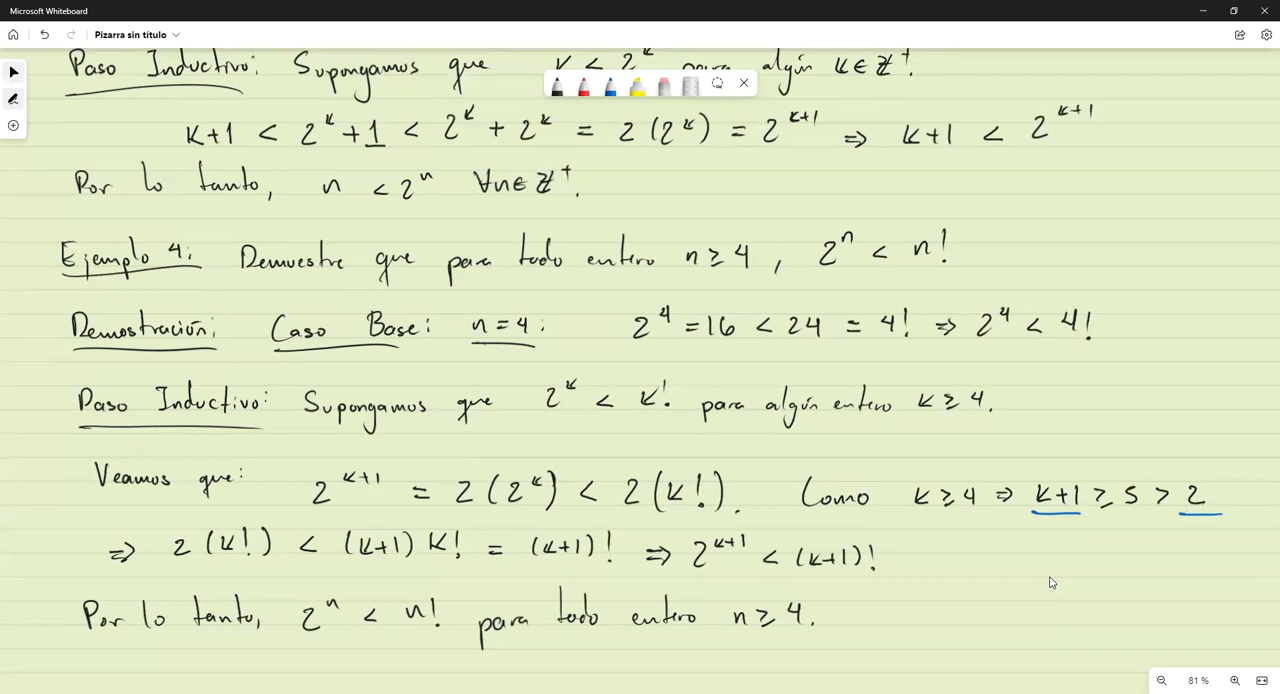 Microsoft Whiteboard
Pizarra sin título
Paso Inductivo: Supongamos que k < 2^k para algún k ∈ ℤ⁺.
k+1 < 2^k + 1 < 2^k + 2^k = 2(2^k) = 2^{k+1} ⇒ k+1 < 2^{k+1}
Por lo tanto, n < 2^n ∀n∈ ℤ⁺.
Ejemplo 4: Demuestre que para todo entero n ≥ 4, 2^n < n!
Demostración: Caso Base: n=4: 2^4 = 16 < 24 = 4! ⇒ 2^4 < 4!
Paso Inductivo: Supongamos que 2^k < k! para algún entero k ≥ 4.
Veamos que: 2^{k+1} = 2(2^k) < 2(k!). Como k ≥ 4 ⇒ k+1 ≥ 5 > 2
⇒ 2(k!) < (k+1) k! = (k+1)! ⇒ 2^{k+1} < (k+1)!
Por lo tanto, 2^n < n! para todo entero n ≥ 4.
81 %